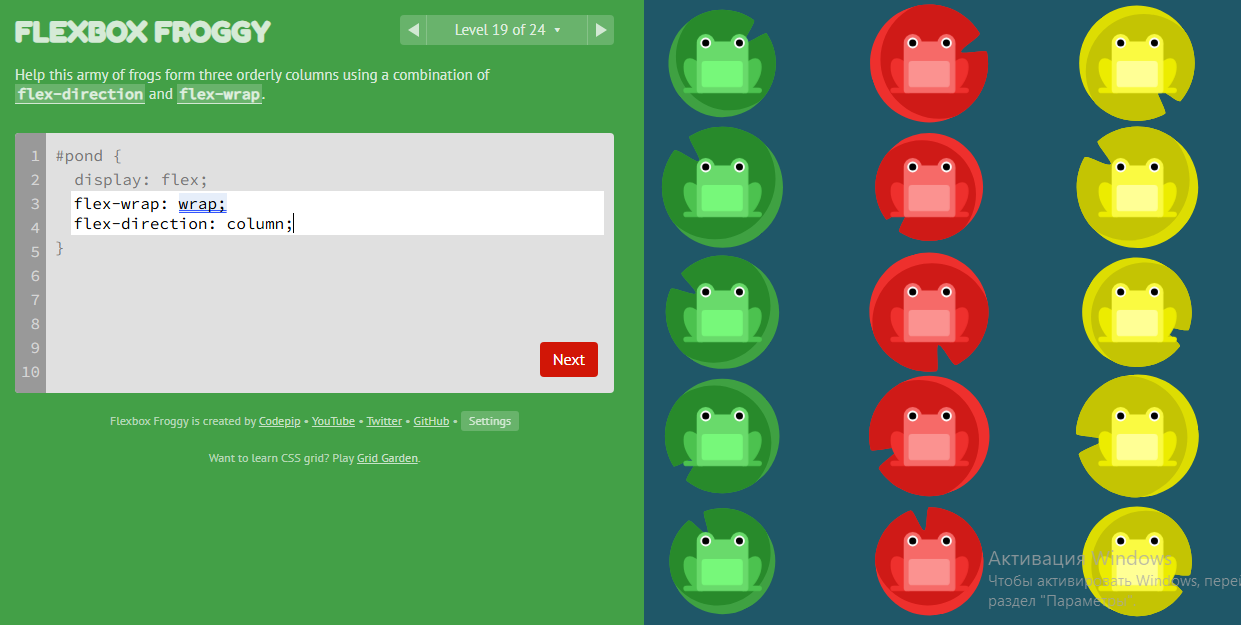 FLEXBOX FROGGY
Level 19 of 24
Help this army of frogs form three orderly columns using a combination of
flex-direction and flex-wrap.
1 #pond {
2 display: flex;
3 flex-wrap: wrap;
4 flex-direction: column;
5 }
6
7
8
9
10
Next
Flexbox Froggy is created by Codepip • YouTube • Twitter • GitHub • Settings
Want to learn CSS grid? Play Grid Garden.
Активация Windows
Чтобы активировать Windows, пере
раздел "Параметры".